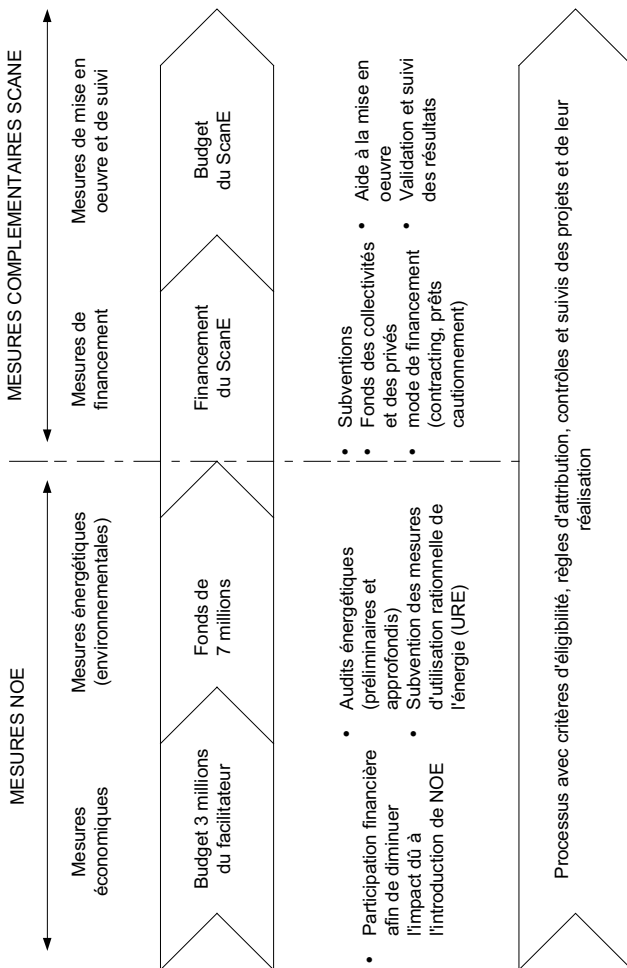 MESURES NOE
MESURES COMPLEMENTAIRES SCANE
Mesures
économiques
Mesures énergétiques
(environnementales)
Mesures de
financement
Mesures de mise en
oeuvre et de suivi
Budget 3 millions
du facilitateur
Fonds de
7 millions
Financement
du ScanE
Budget
du ScanE
• Participation financière
afin de diminuer
l'impact dû à
l'introduction de NOE
• Audits énergétiques
(préliminaires et
approfondis)
• Subvention des mesures
d'utilisation rationnelle de
l'énergie (URE)
• Subventions
• Fonds des collectivités
et des privés
• mode de financement
(contracting, prêts
cautionnement)
• Aide à la mise en
oeuvre
• Validation et suivi
des résultats
Processus avec critères d'éligibilité, règles d'attribution, contrôles et suivis des projets et de leur
réalisation